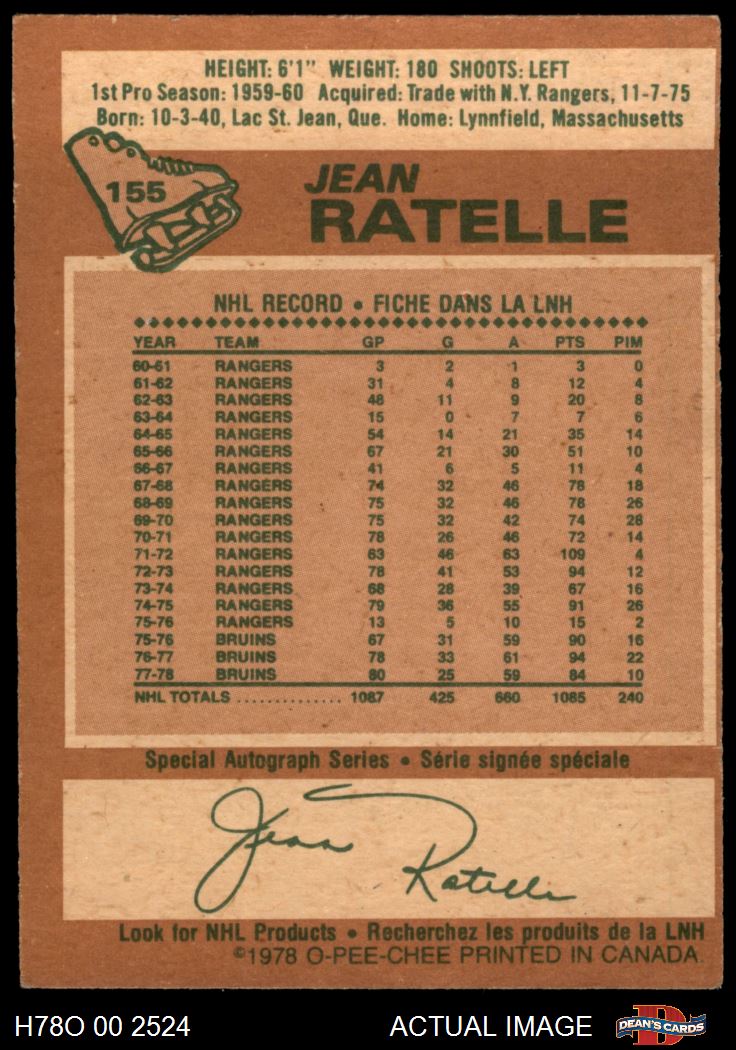 HEIGHT: 6'1" WEIGHT: 180 SHOOTS: LEFT
1st Pro Season: 1959-60 Acquired: Trade with N.Y. Rangers, 11-7-75
Born: 10-3-40, Lac St. Jean, Que. Home: Lynnfield, Massachusetts
155
JEAN
RATELLE
NHL RECORD • FICHE DANS LA LNH
YEAR TEAM GP G A PTS PIM
60-61 RANGERS 3 2 1 3 0
61-62 RANGERS 31 4 8 12 4
62-63 RANGERS 48 11 9 20 8
63-64 RANGERS 15 0 7 7 6
64-65 RANGERS 54 14 21 35 14
65-66 RANGERS 67 21 30 51 10
66-67 RANGERS 41 6 5 11 4
67-68 RANGERS 74 32 46 78 18
68-69 RANGERS 75 32 46 78 26
69-70 RANGERS 75 32 42 74 28
70-71 RANGERS 78 26 46 72 14
71-72 RANGERS 63 46 63 109 4
72-73 RANGERS 78 41 53 94 12
73-74 RANGERS 68 28 39 67 16
74-75 RANGERS 79 36 55 91 26
75-76 RANGERS 13 5 10 15 2
75-76 BRUINS 67 31 59 90 16
76-77 BRUINS 78 33 61 94 22
77-78 BRUINS 80 25 59 84 10
NHL TOTALS .............. 1087 425 660 1085 240
Special Autograph Series • Série signée spéciale
Jean Ratelle
Look for NHL Products • Recherchez les produits de la LNH
©1978 O-PEE-CHEE PRINTED IN CANADA
H78O 00 2524 ACTUAL IMAGE DEAN'S CARDS